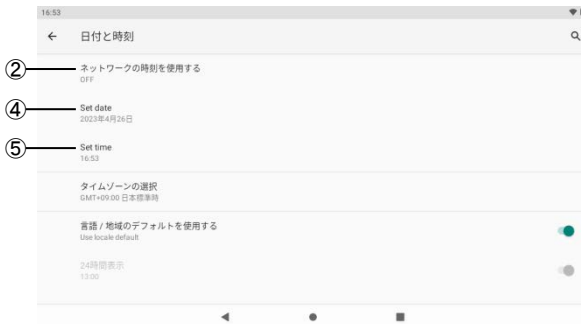 16:53
← 日付と時刻
② ネットワークの時刻を使用する
OFF
④ Set date
2023年4月26日
⑤ Set time
16:53
タイムゾーンの選択
GMT+09:00 日本標準時
言語 / 地域のデフォルトを使用する
Use locale default
24時間表示
13:00